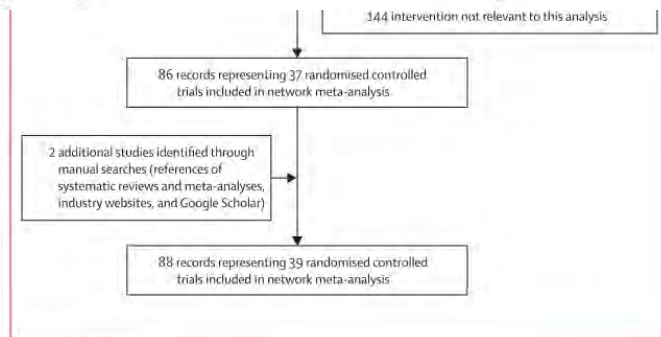 144 intervention not relevant to this analysis
86 records representing 37 randomised controlled
trials included in network meta-analysis
2 additional studies identified through
manual searches (references of
systematic reviews and meta-analyses,
industry websites, and Google Scholar)
88 records representing 39 randomised controlled
trials included in network meta-analysis